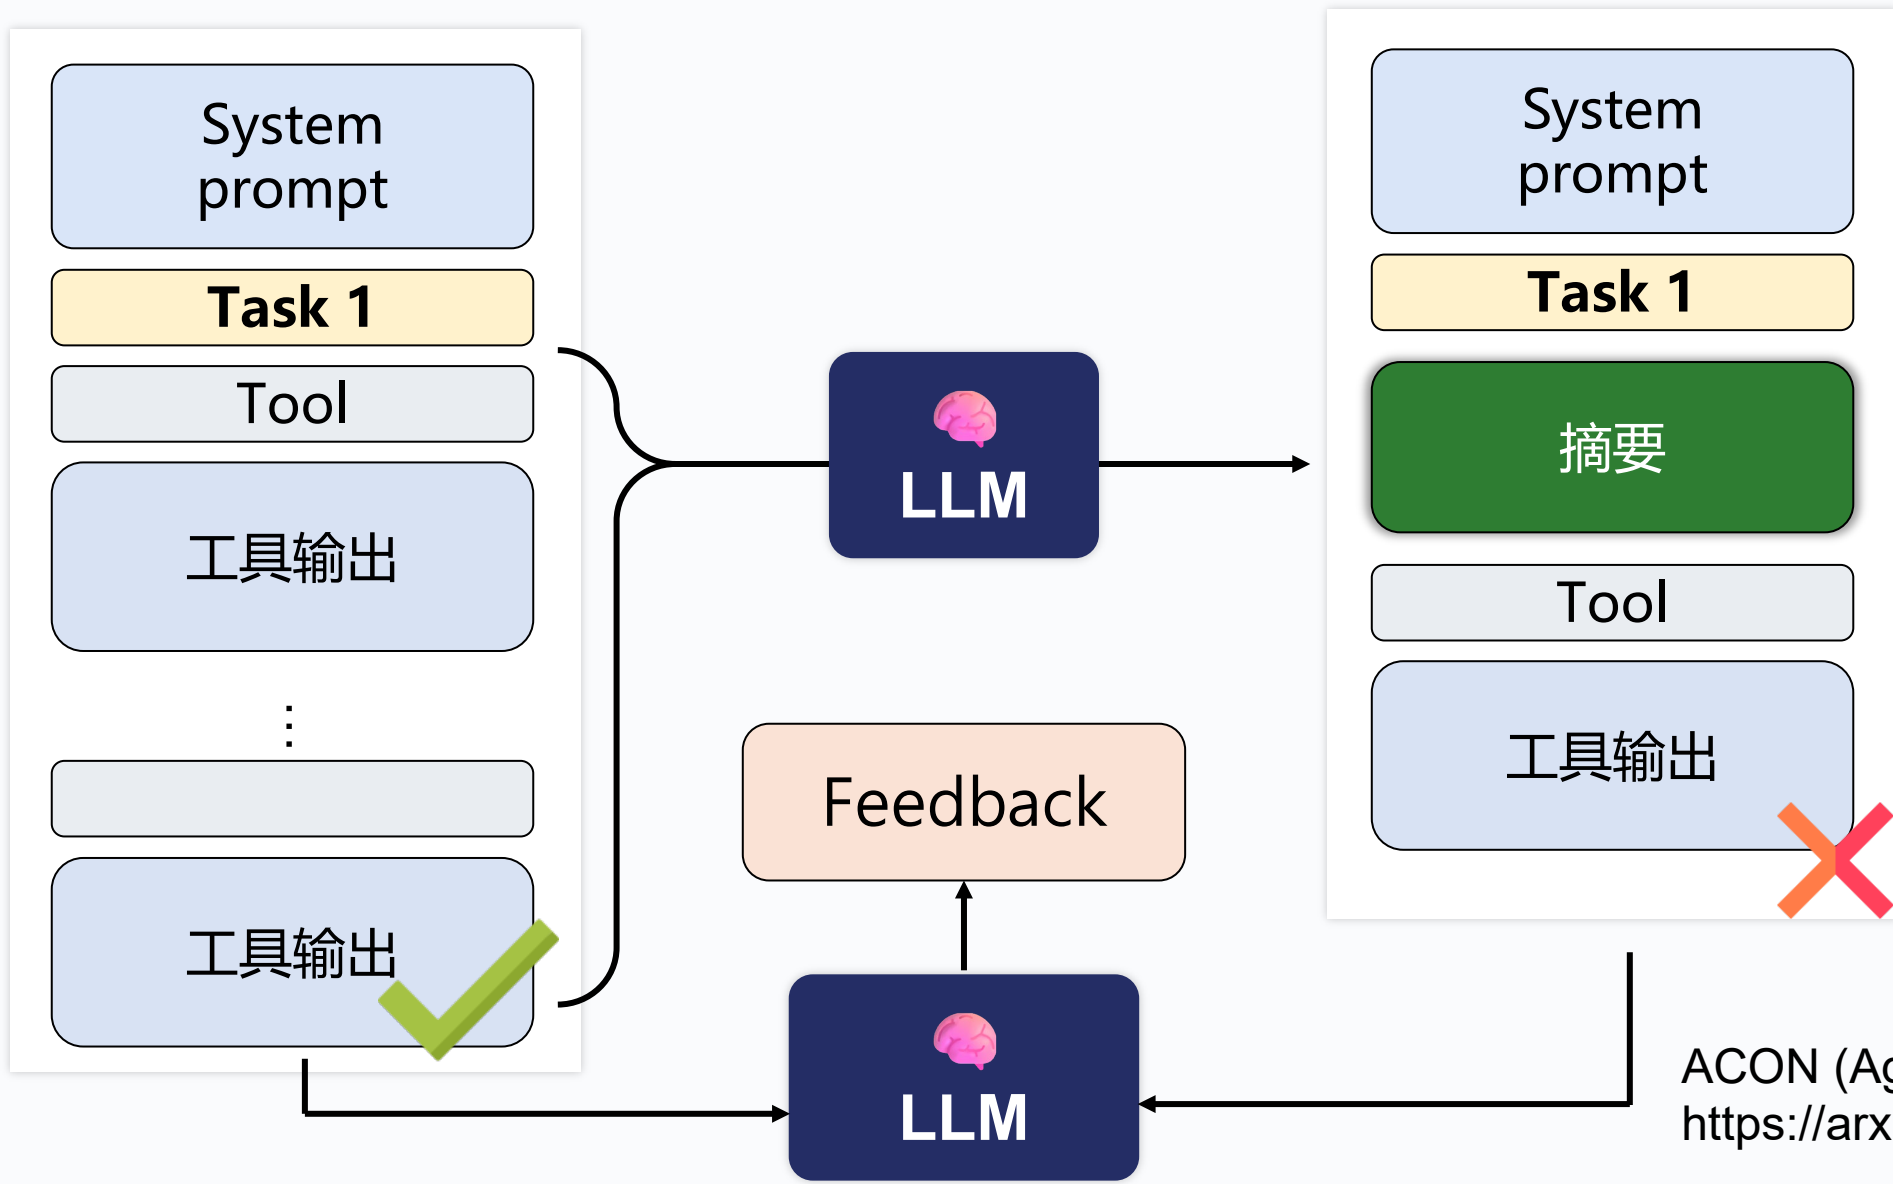 System
prompt
Task 1
Tool
工具输出
⋮
工具输出
LLM
Feedback
LLM
System
prompt
Task 1
摘要
Tool
工具输出
ACON (Ag
https://arx